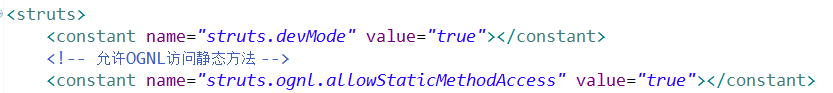 <struts>
<constant name="struts.devMode" value="true"></constant>
<!-- 允许OGNL访问静态方法 -->
<constant name="struts.ognl.allowStaticMethodAccess" value="true"></constant>